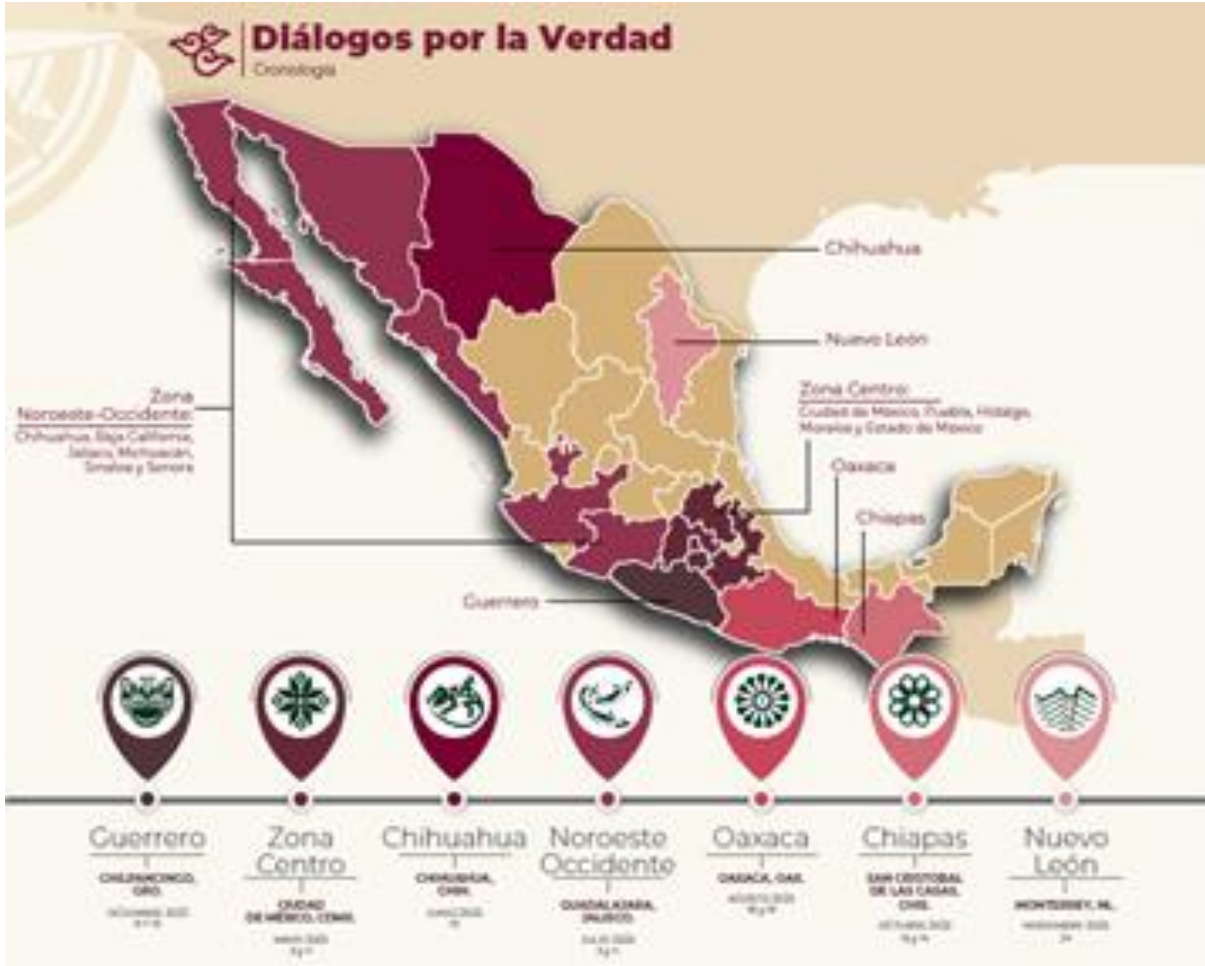 Diálogos por la Verdad
Cronología
Chihuahua
Nuevo León
Zona Centro:
Ciudad de México, Puebla, Hidalgo,
Morelos y Estado de México
Oaxaca
Chiapas
Zona
Noroeste-Occidente:
Chihuahua, Baja California,
Jalisco, Michoacán,
Sinaloa y Sonora
Guerrero
Guerrero
CHILPANCINGO,
GRO.
Zona
Centro
CIUDAD
DE MÉXICO, CDMX.
Chihuahua
CHIHUAHUA,
CHIH.
Noroeste
Occidente
GUADALAJARA,
JALISCO.
Oaxaca
OAXACA, OAX.
Chiapas
SAN CRISTOBAL
DE LAS CASAS,
CHIS.
Nuevo
León
MONTERREY, NL.